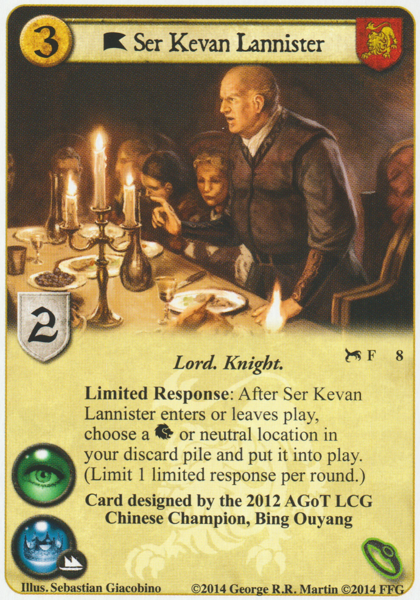 3
Ser Kevan Lannister
2
Lord. Knight.
F 8
Limited Response: After Ser Kevan
Lannister enters or leaves play,
choose a or neutral location in
your discard pile and put it into play.
(Limit 1 limited response per round.)
Card designed by the 2012 AGoT LCG
Chinese Champion, Bing Ouyang
Illus. Sebastian Giacobino
©2014 George R.R. Martin ©2014 FFG